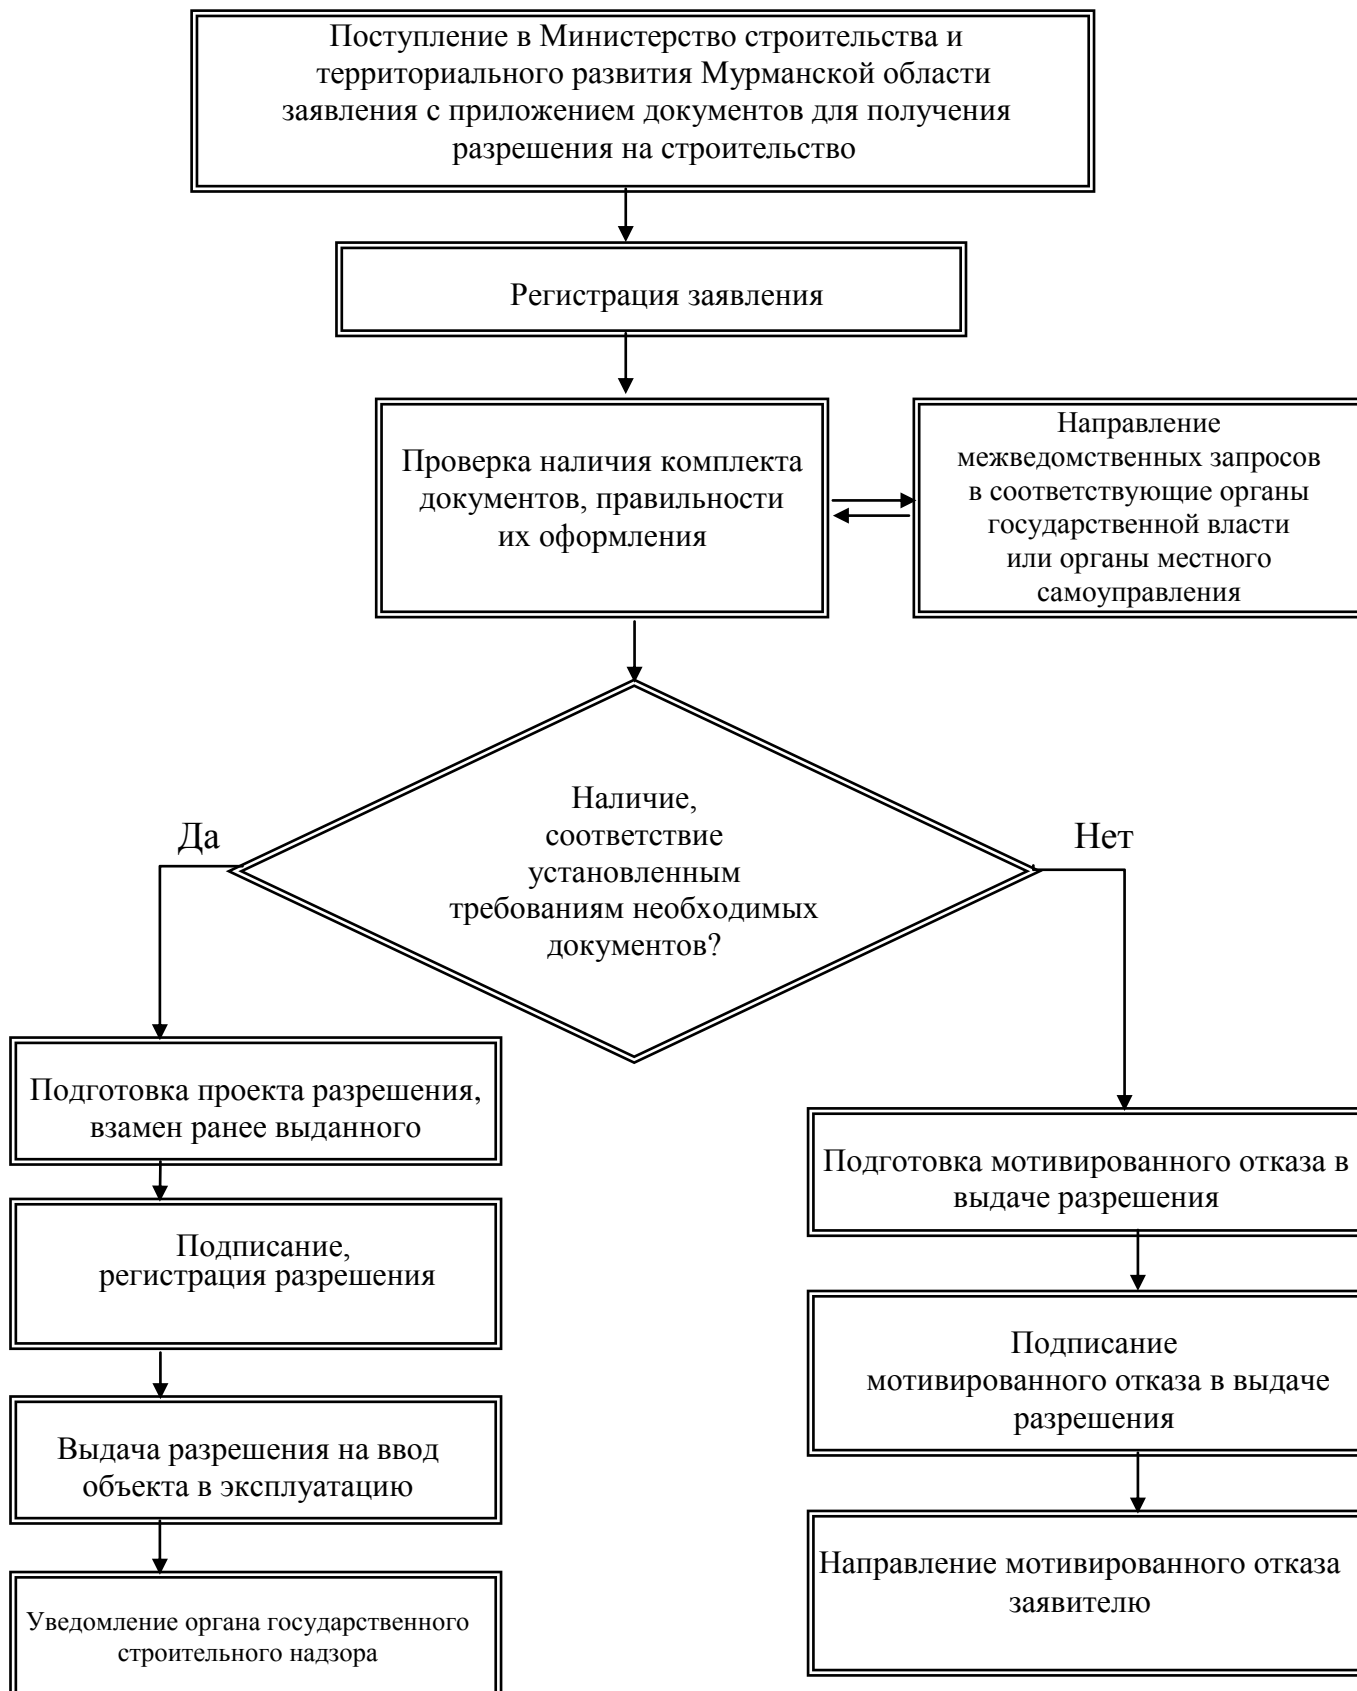 Поступление в Министерство строительства и
территориального развития Мурманской области
заявления с приложением документов для получения
разрешения на строительство
Регистрация заявления
Проверка наличия комплекта
документов, правильности
их оформления
Направление
межведомственных запросов
в соответствующие органы
государственной власти
или органы местного
самоуправления
Наличие,
соответствие
установленным
требованиям необходимых
документов?
Да
Нет
Подготовка проекта разрешения,
взамен ранее выданного
Подписание,
регистрация разрешения
Выдача разрешения на ввод
объекта в эксплуатацию
Уведомление органа государственного
строительного надзора
Подготовка мотивированного отказа в
выдаче разрешения
Подписание
мотивированного отказа в выдаче
разрешения
Направление мотивированного отказа
заявителю